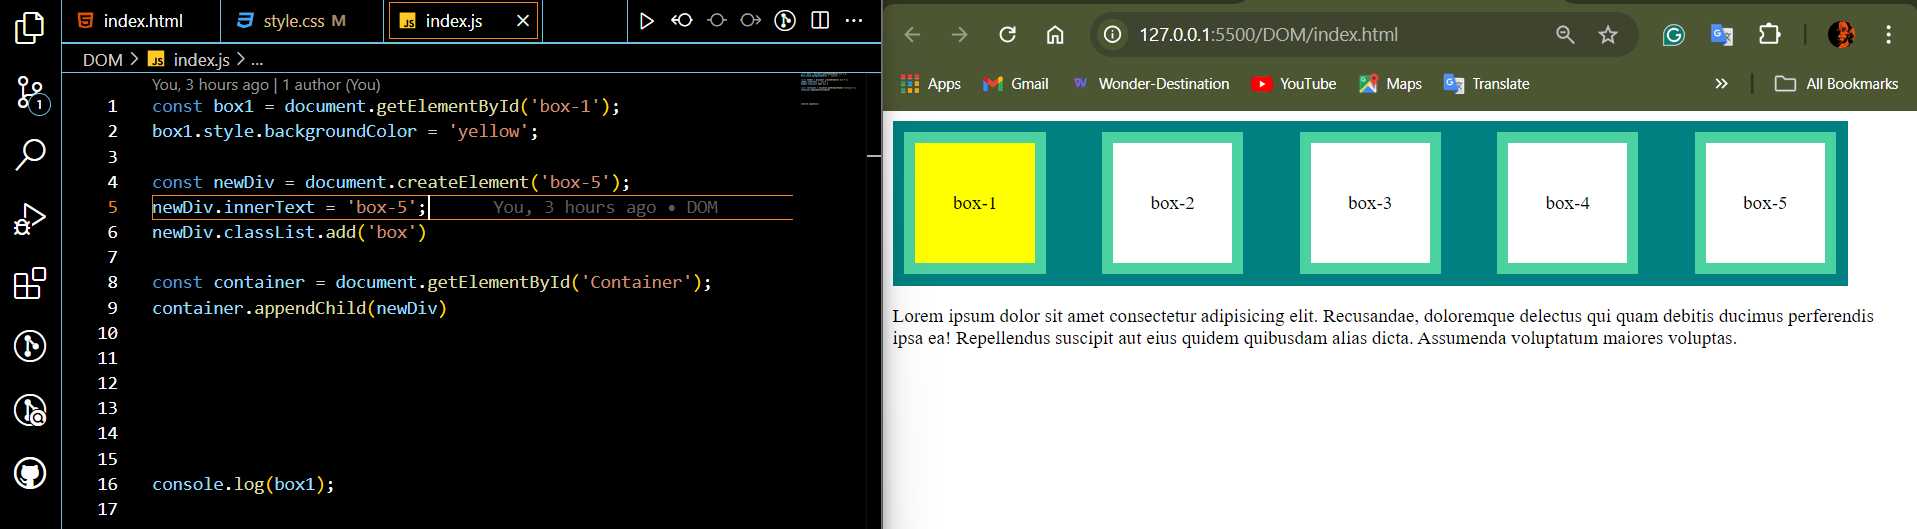 index.html
style.css M
index.js
DOM > index.js > ...
You, 3 hours ago | 1 author (You)
1 const box1 = document.getElementById('box-1');
2 box1.style.backgroundColor = 'yellow';
3
4 const newDiv = document.createElement('box-5');
5 newDiv.innerText = 'box-5'; You, 3 hours ago • DOM
6 newDiv.classList.add('box')
7
8 const container = document.getElementById('Container');
9 container.appendChild(newDiv)
10
11
12
13
14
15
16 console.log(box1);
17
1
127.0.0.1:5500/DOM/index.html
Apps
Gmail
Wonder-Destination
YouTube
Maps
Translate
All Bookmarks
box-1
box-2
box-3
box-4
box-5
Lorem ipsum dolor sit amet consectetur adipisicing elit. Recusandae, doloremque delectus qui quam debitis ducimus perferendis
ipsa ea! Repellendus suscipit aut eius quidem quibusdam alias dicta. Assumenda voluptatum maiores voluptas.